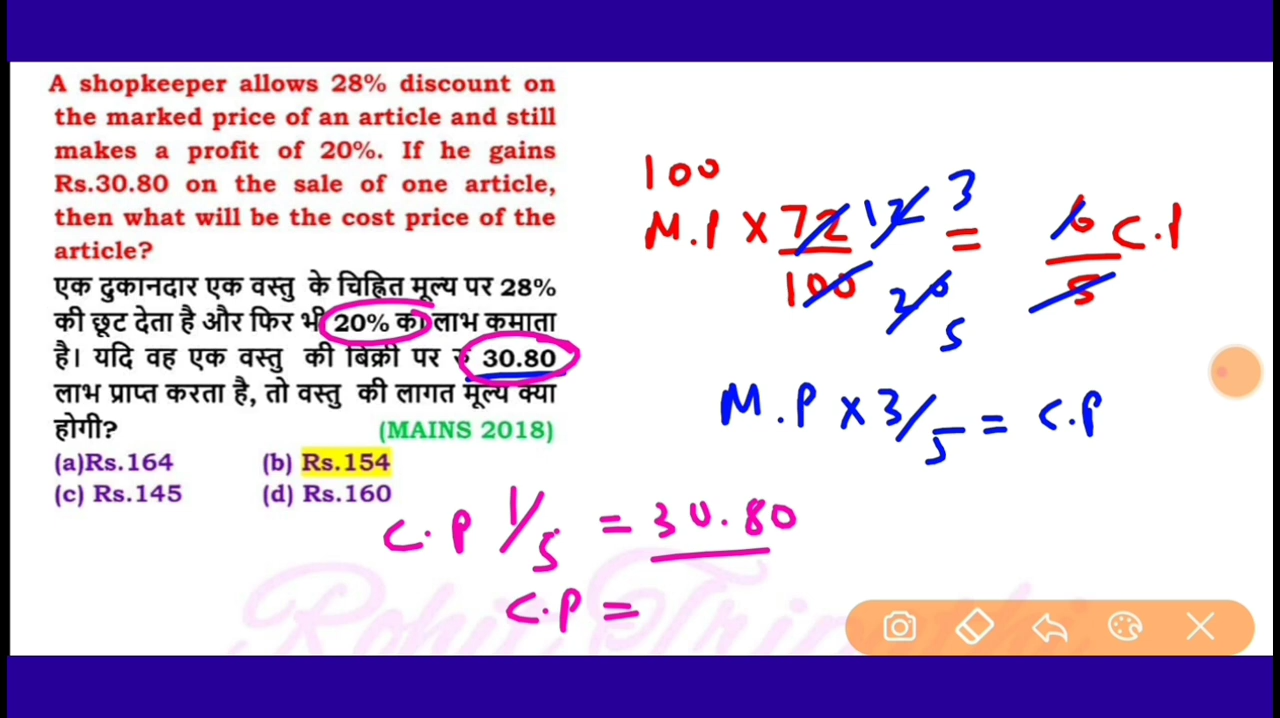 A shopkeeper allows 28% discount on
the marked price of an article and still
makes a profit of 20%. If he gains
Rs.30.80 on the sale of one article,
then what will be the cost price of the
article?
एक दुकानदार एक वस्तु के चिह्नित मूल्य पर 28%
की छूट देता है और फिर भी 20% का लाभ कमाता
है। यदि वह एक वस्तु की बिक्री पर रु 30.80
लाभ प्राप्त करता है, तो वस्तु की लागत मूल्य क्या
होगी? (MAINS 2018)
(a)Rs.164 (b) Rs.154
(c) Rs.145 (d) Rs.160
100
M.P x 72/100 12/20 3/5 = 6/5 C.P
M.P x 3/5 = C.P
C.P 1/5 = 30.80
C.P =